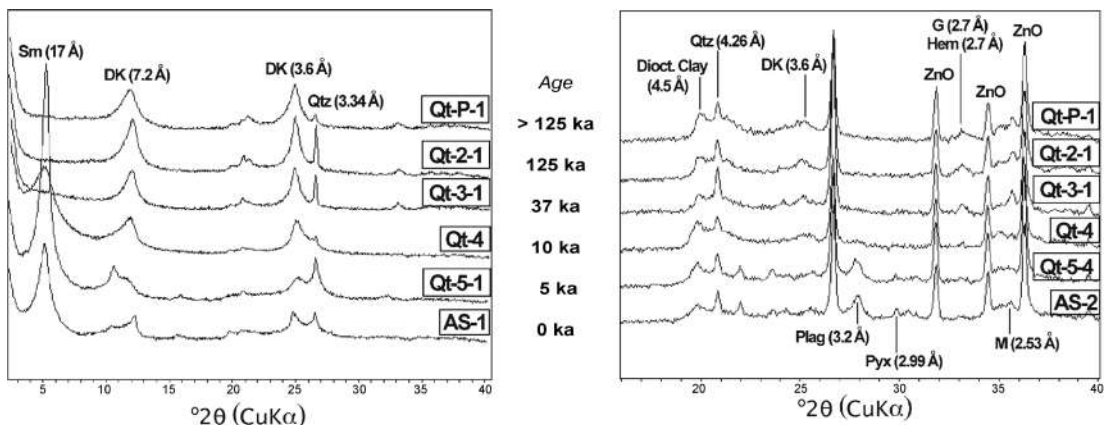 Sm (17 Å)
DK (7.2 Å)
DK (3.6 Å)
Qtz (3.34 Å)
Qt-P-1
Qt-2-1
Qt-3-1
Qt-4
Qt-5-1
AS-1
5 10 15 20 25 30 35 40
°2θ (CuKα)
Age
> 125 ka
125 ka
37 ka
10 ka
5 ka
0 ka
Dioct. Clay
(4.5 Å)
Qtz (4.26 Å)
DK (3.6 Å)
G (2.7 Å)
Hem (2.7 Å)
ZnO
ZnO
ZnO
Qt-P-1
Qt-2-1
Qt-3-1
Qt-4
Qt-5-4
AS-2
Plag (3.2 Å)
Pyx (2.99 Å)
M (2.53 Å)
20 25 30 35 40
°2θ (CuKα)